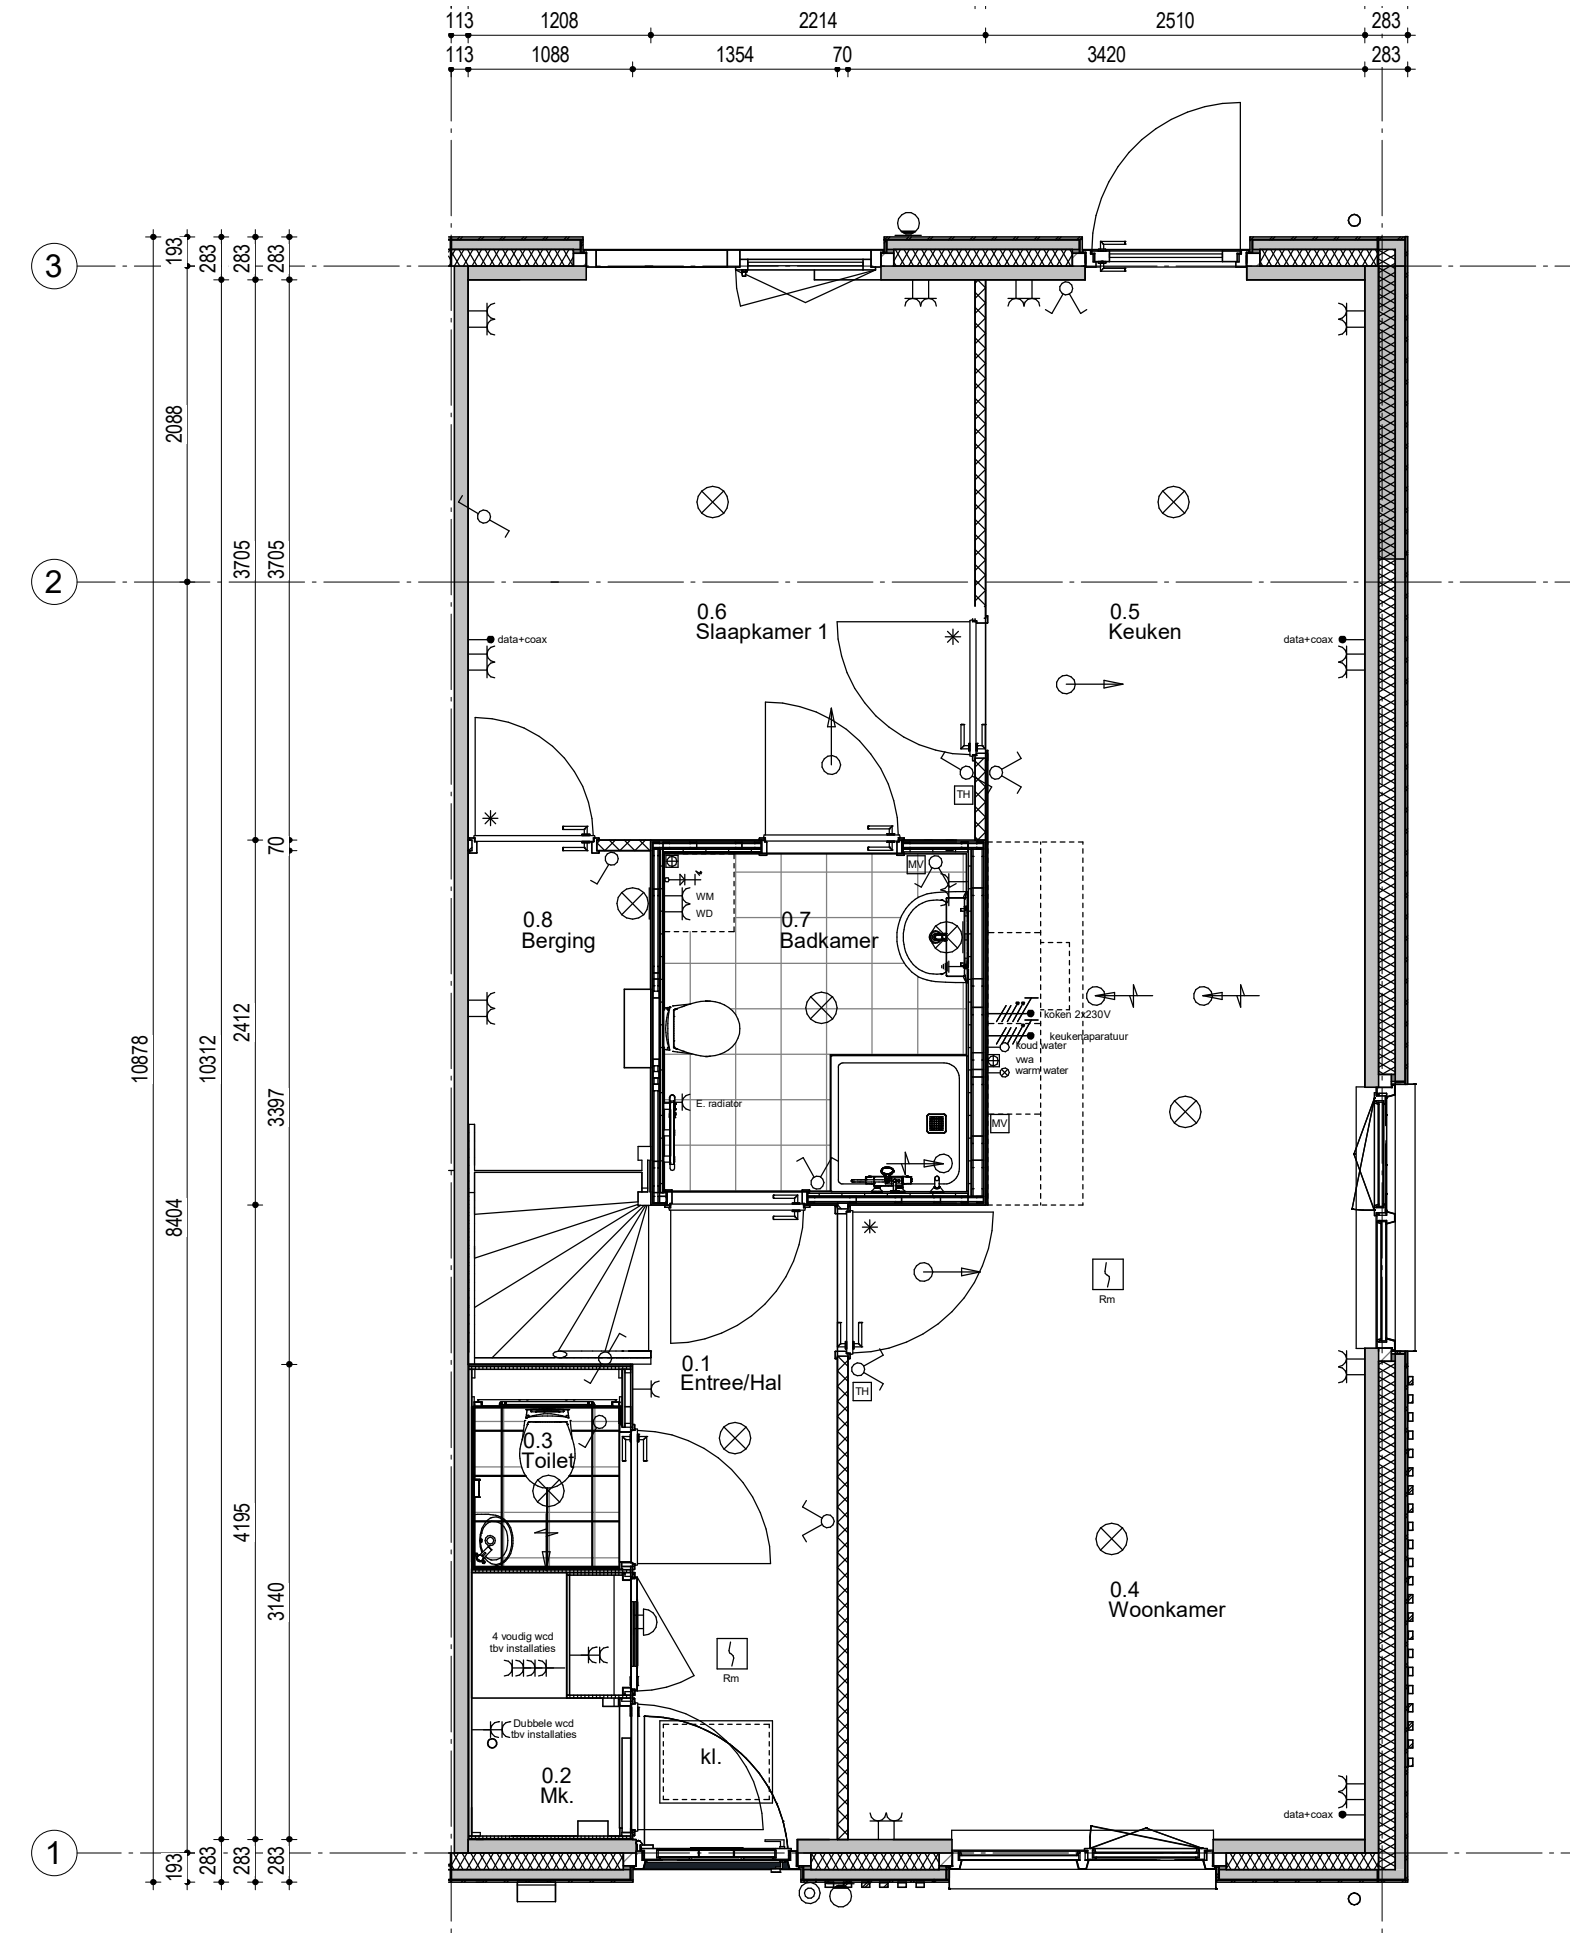 113 1208 2214 2510 283
113 1088 1354 70 3420 283
3
193
283
283
283
2088
3705
3705
2
0.6
Slaapkamer 1
0.5
Keuken
data+coax
data+coax
TH
70
MV
WM
WD
0.8
Berging
0.7
Badkamer
2412
10878
10312
koken 2x230V
keukenaparatuur
koud water
vwa
warm water
3397
E. radiator
MV
8404
Rm
0.1
Entree/Hal
TH
0.3
Toilet
4195
3140
0.4
Woonkamer
4 voudig wcd
tbv installaties
Rm
Dubbele wcd
tbv installaties
kl.
0.2
Mk.
data+coax
1
193
283
283
283